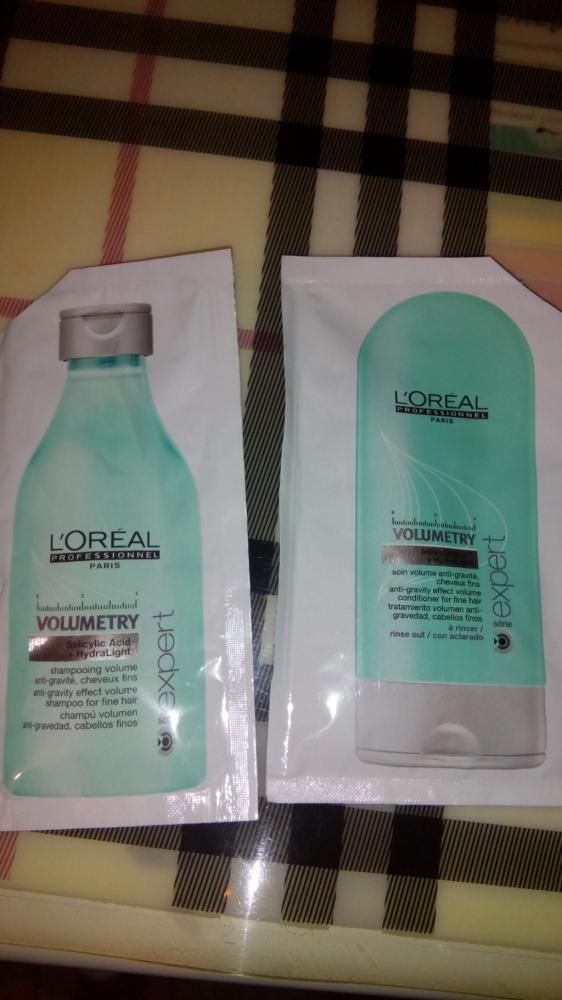 L'ORÉAL
PROFESSIONNEL
PARIS
VOLUMETRY
Salicylic Acid
+ HydraLight
shampooing volume
anti-gravité, cheveux fins
anti-gravity effect volume
shampoo for fine hair
champú volumen
anti-gravedad, cabellos finos
expert
L'ORÉAL
PROFESSIONNEL
PARIS
VOLUMETRY
soin volume anti-gravité,
cheveux fins
anti-gravity effect volume
conditioner for fine hair
tratamiento volumen anti-
gravedad, cabellos finos
à rincer /
rinse out / con aclarado
série
expert